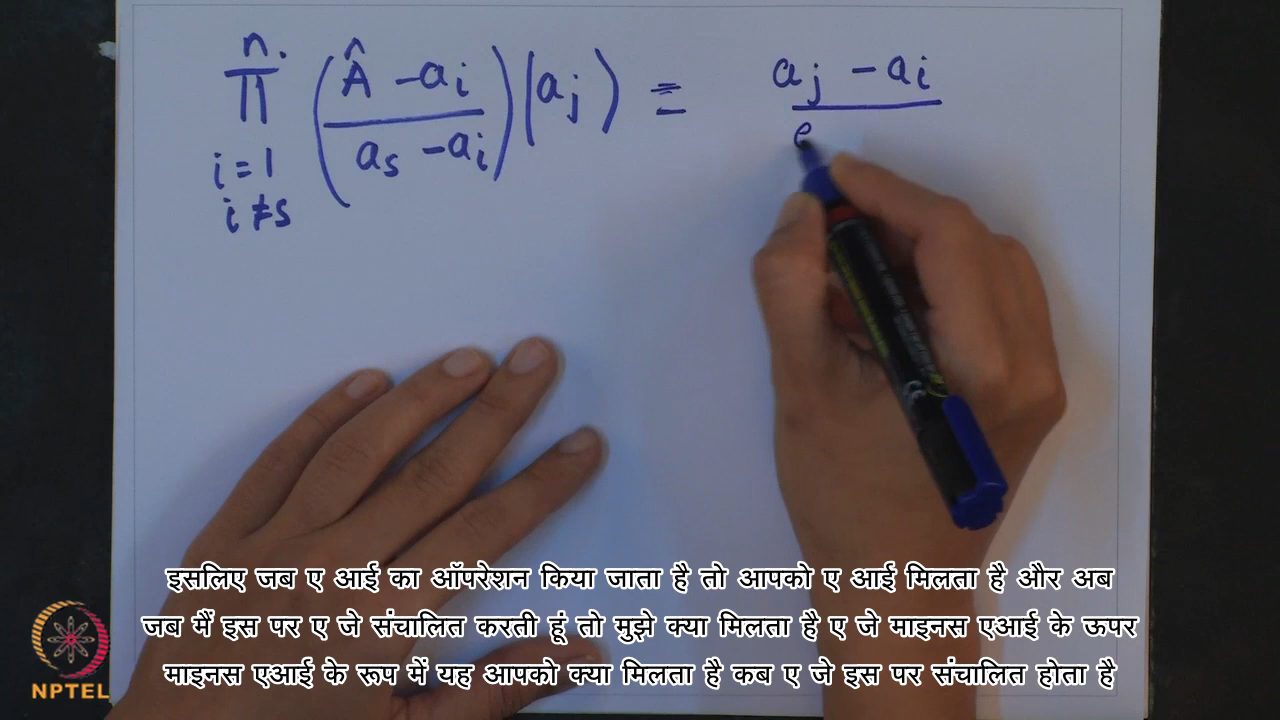 n.
∏ (Â - aᵢ / aₛ - aᵢ) |aⱼ⟩ = aⱼ - aᵢ
i = 1
i ≠ s
इसलिए जब ए आई का ऑपरेशन किया जाता है तो आपको ए आई मिलता है और अब
जब मैं इस पर ए जे संचालित करती हूं तो मुझे क्या मिलता है ए जे माइनस एआई के ऊपर
माइनस एआई के रूप में यह आपको क्या मिलता है कब ए जे इस पर संचालित होता है
NPTEL